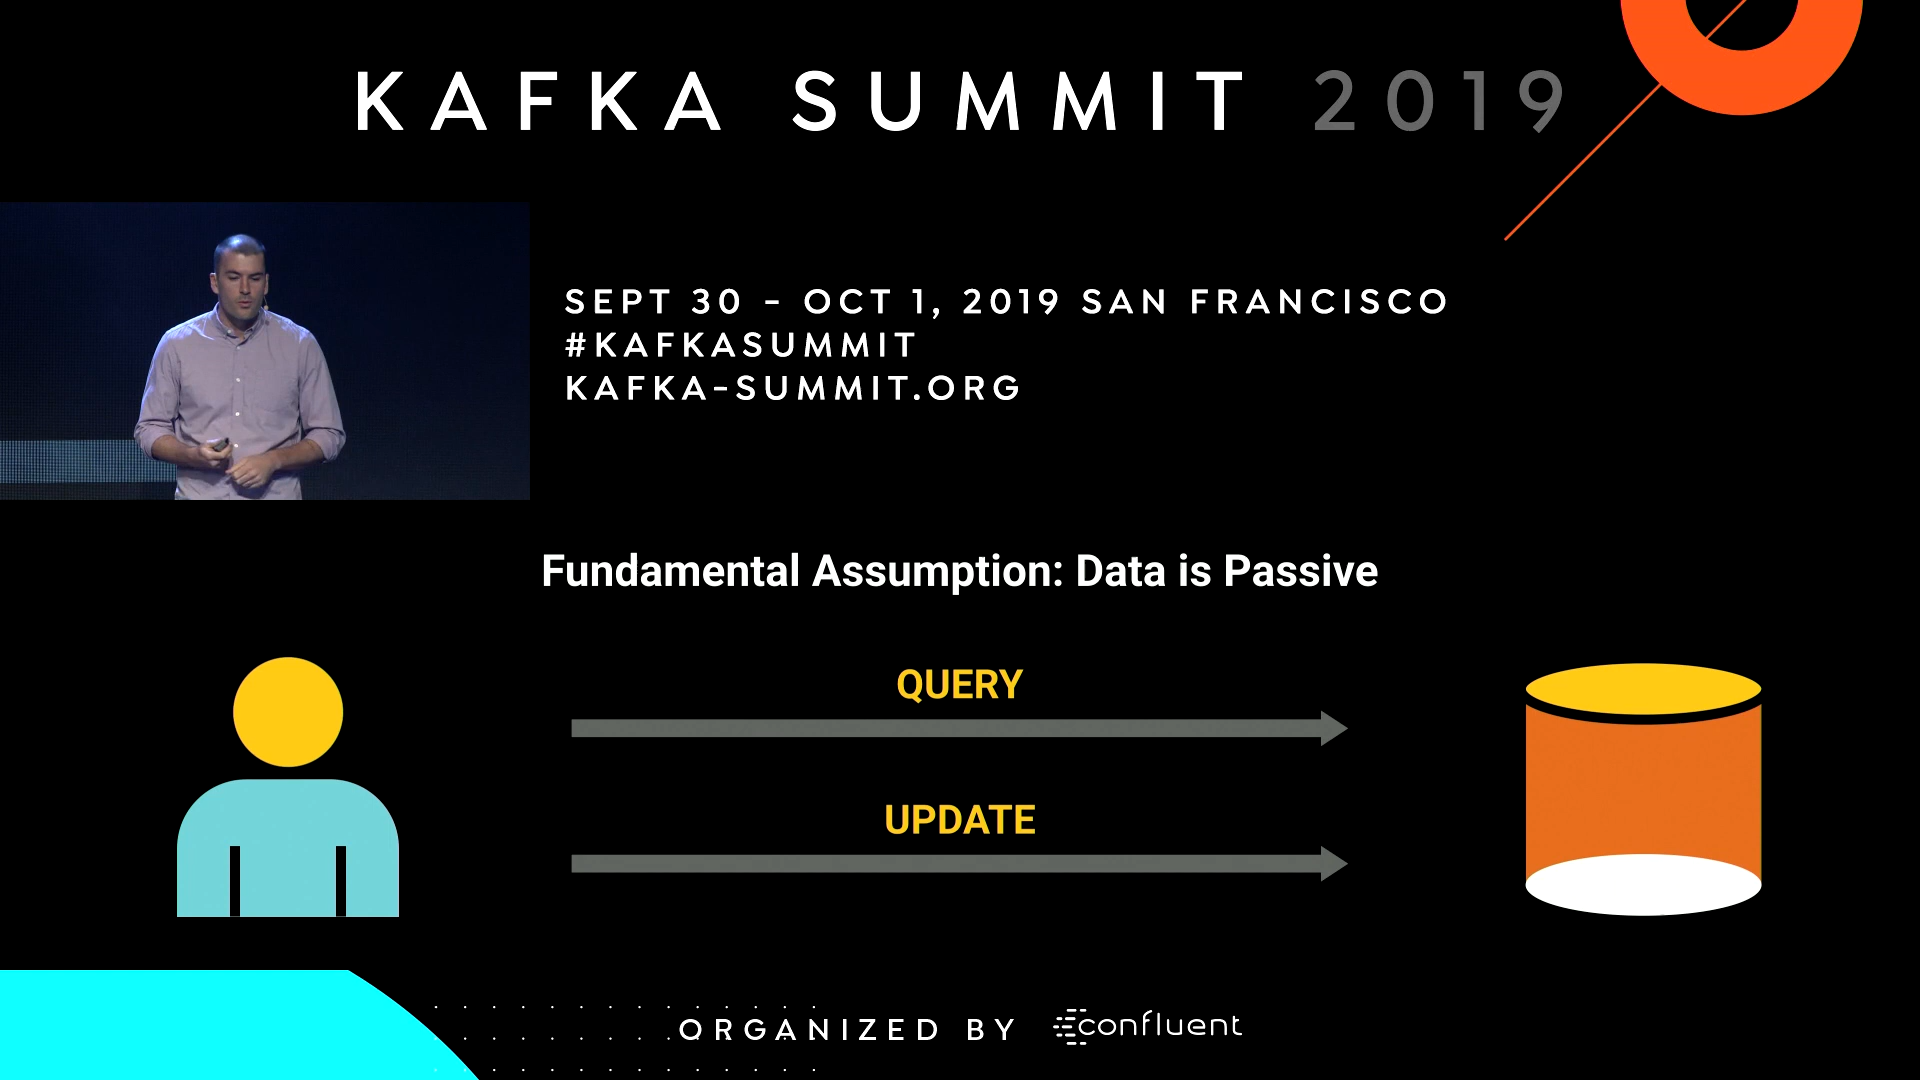 KAFKA SUMMIT 2019
SEPT 30 - OCT 1, 2019 SAN FRANCISCO
#KAFKASUMMIT
KAFKA-SUMMIT.ORG
Fundamental Assumption: Data is Passive
QUERY
UPDATE
ORGANIZED BY confluent